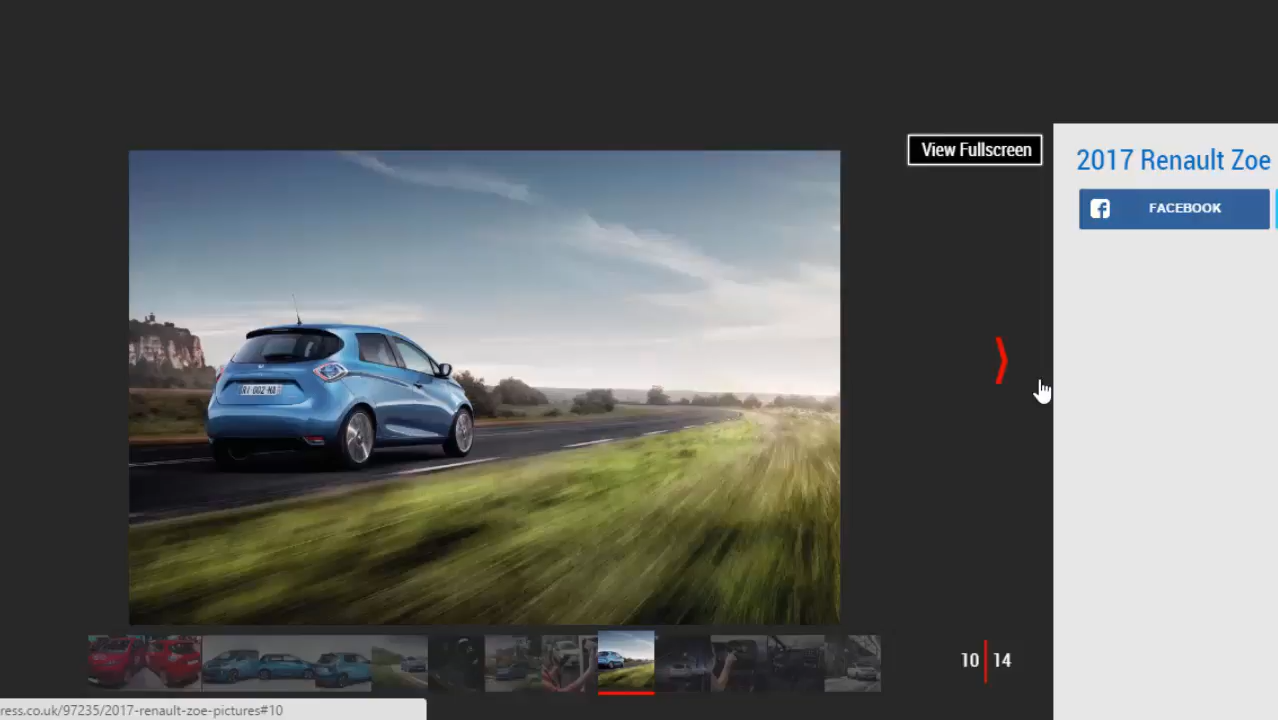 View Fullscreen
2017 Renault Zoe
FACEBOOK
10 14
ress.co.uk/97235/2017-renault-zoe-pictures#10